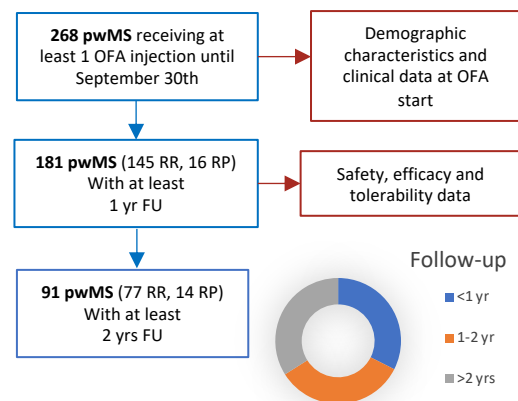 268 pwMS receiving at
least 1 OFA injection until
September 30th
Demographic
characteristics and
clinical data at OFA
start
181 pwMS (145 RR, 16 RP)
With at least
1 yr FU
Safety, efficacy and
tolerability data
91 pwMS (77 RR, 14 RP)
With at least
2 yrs FU
Follow-up
<1 yr
1-2 yr
>2 yrs